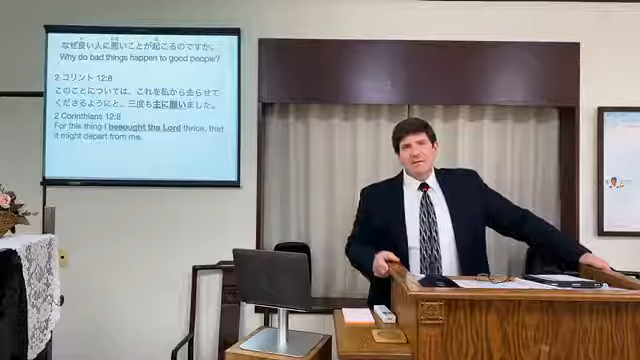 なぜ良い人に悪いことが起こるのですか。
Why do bad things happen to good people?
2 コリント 12:8
このことについては、これを私から去らせて
くださるようにと、三度も主に願いました。
2 Corinthians 12:8
For this thing I besought the Lord thrice, that
it might depart from me.